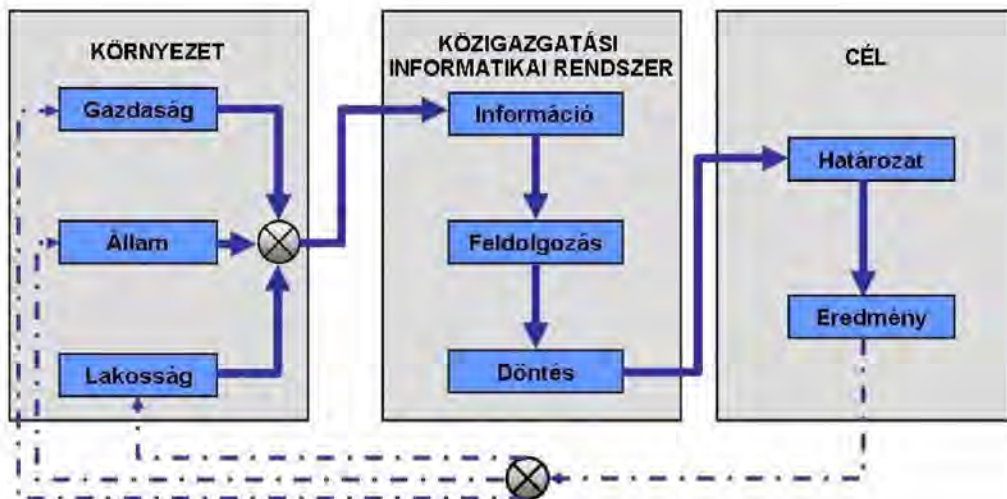 KÖRNYEZET
Gazdaság
Állam
Lakosság
KÖZIGAZGATÁSI
INFORMATIKAI RENDSZER
Információ
Feldolgozás
Döntés
CÉL
Határozat
Eredmény